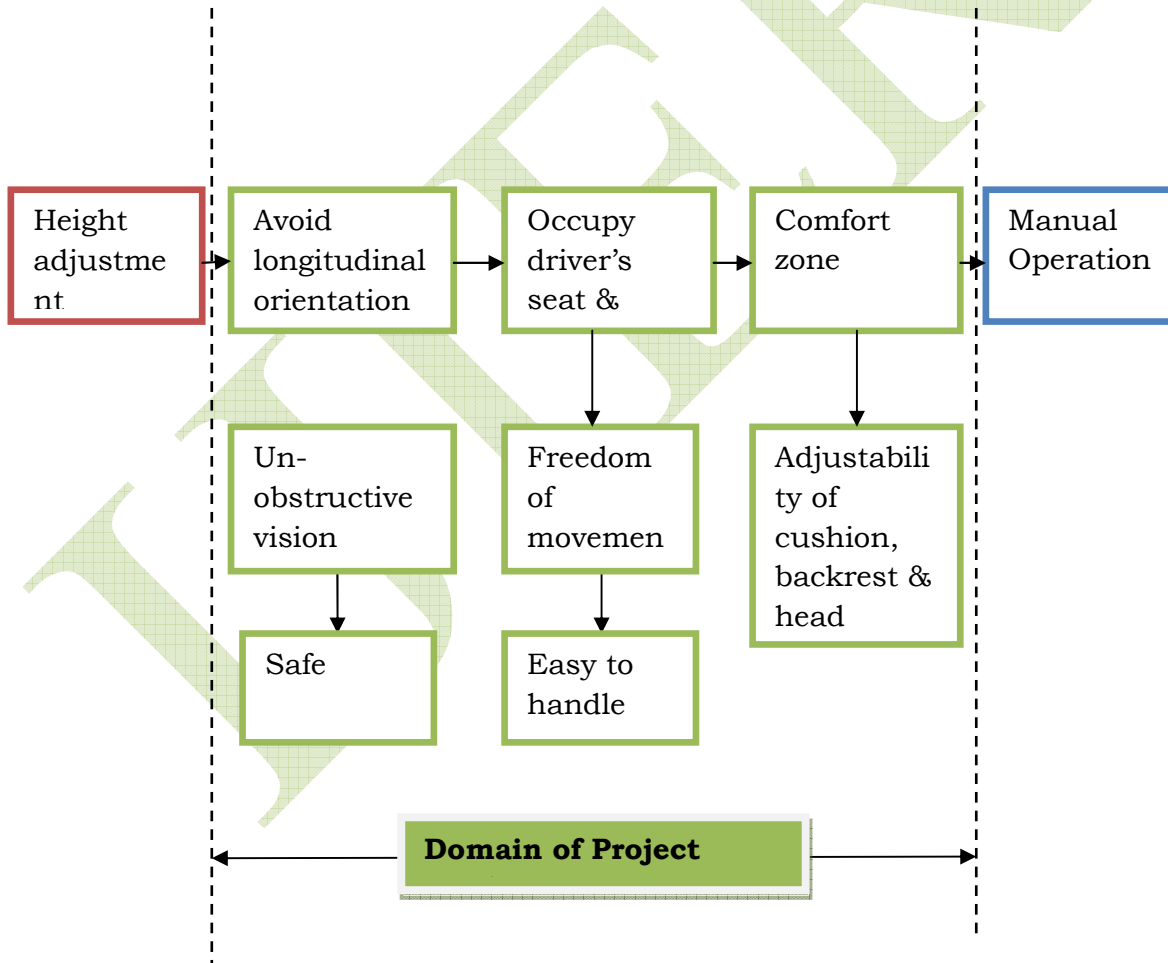 Height
adjustme
nt
Avoid
longitudinal
orientation
Occupy
driver's
seat &
Comfort
zone
Manual
Operation
Un-
obstructive
vision
Freedom
of
movemen
Adjustabili
ty of
cushion,
backrest &
head
Safe
Easy to
handle
Domain of Project